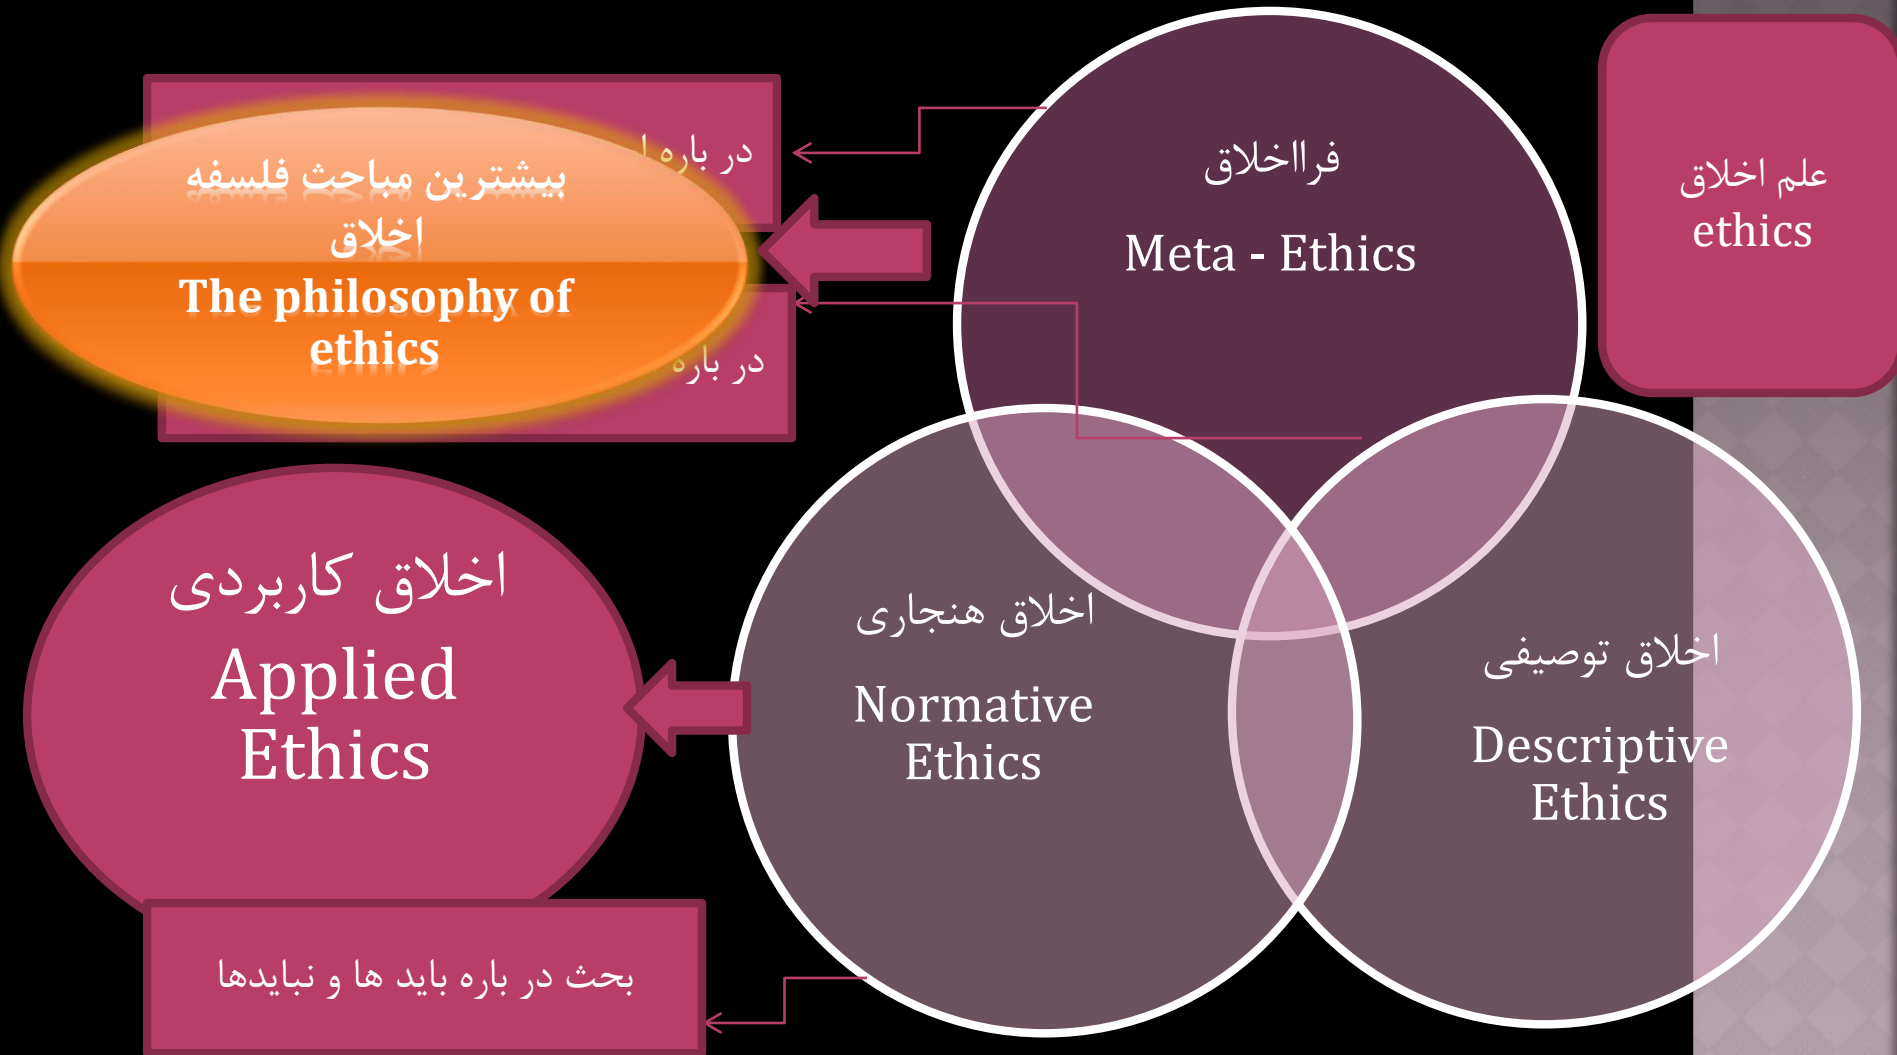 علم اخلاق
ethics
فرااخلاق
Meta - Ethics
در باره
بیشترین مباحث فلسفه
اخلاق
The philosophy of
ethics
در باره
اخلاق هنجاری
Normative
Ethics
اخلاق توصیفی
Descriptive
Ethics
اخلاق کاربردی
Applied
Ethics
بحث در باره باید ها و نبایدها